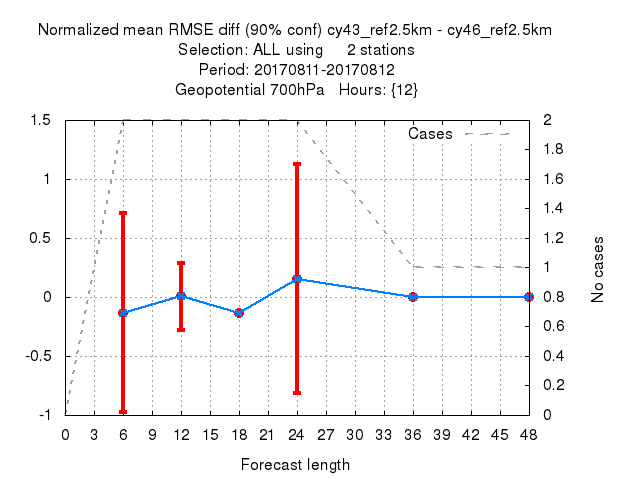 Normalized mean RMSE diff (90% conf) cy43_ref2.5km - cy46_ref2.5km
Selection: ALL using     2 stations
Period: 20170811-20170812
Geopotential 700hPa   Hours: {12}
Cases
1.5
1
0.5
0
-0.5
-1
2
1.8
1.6
1.4
1.2
1
0.8
0.6
0.4
0.2
0
No cases
0 3 6 9 12 15 18 21 24 27 30 33 36 39 42 45 48
Forecast length